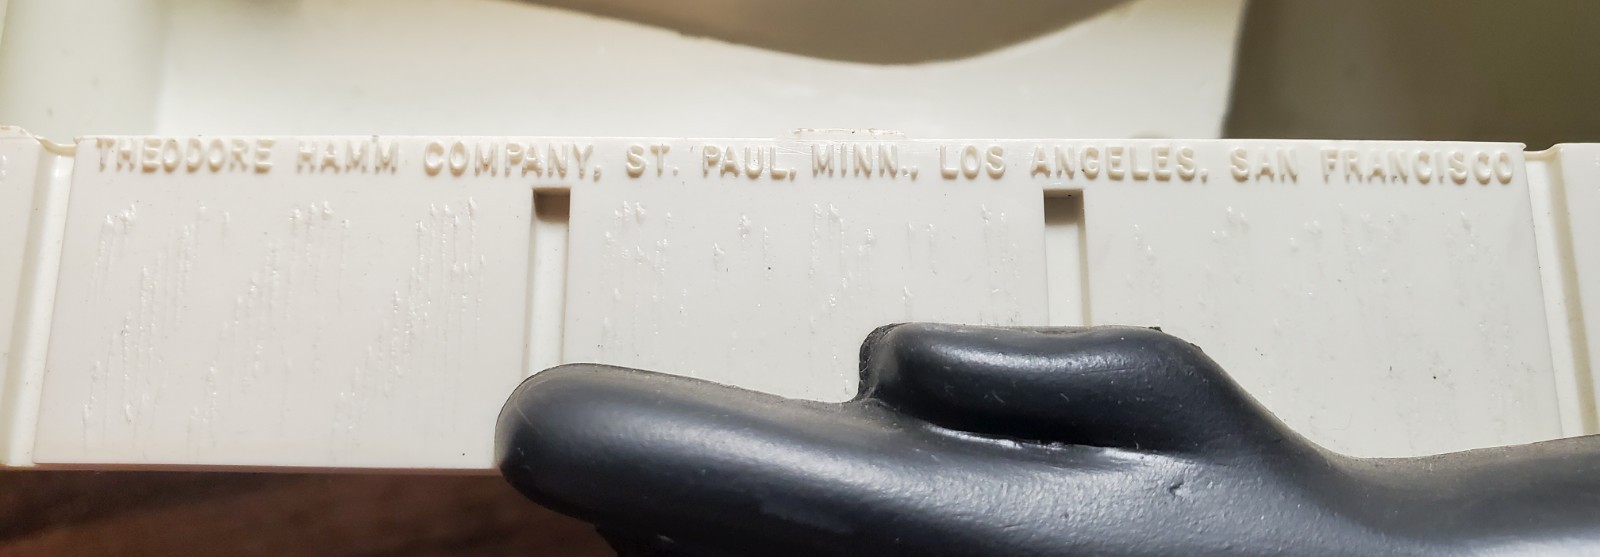 THEODORE HAMM COMPANY, ST. PAUL, MINN., LOS ANGELES, SAN FRANCISCO